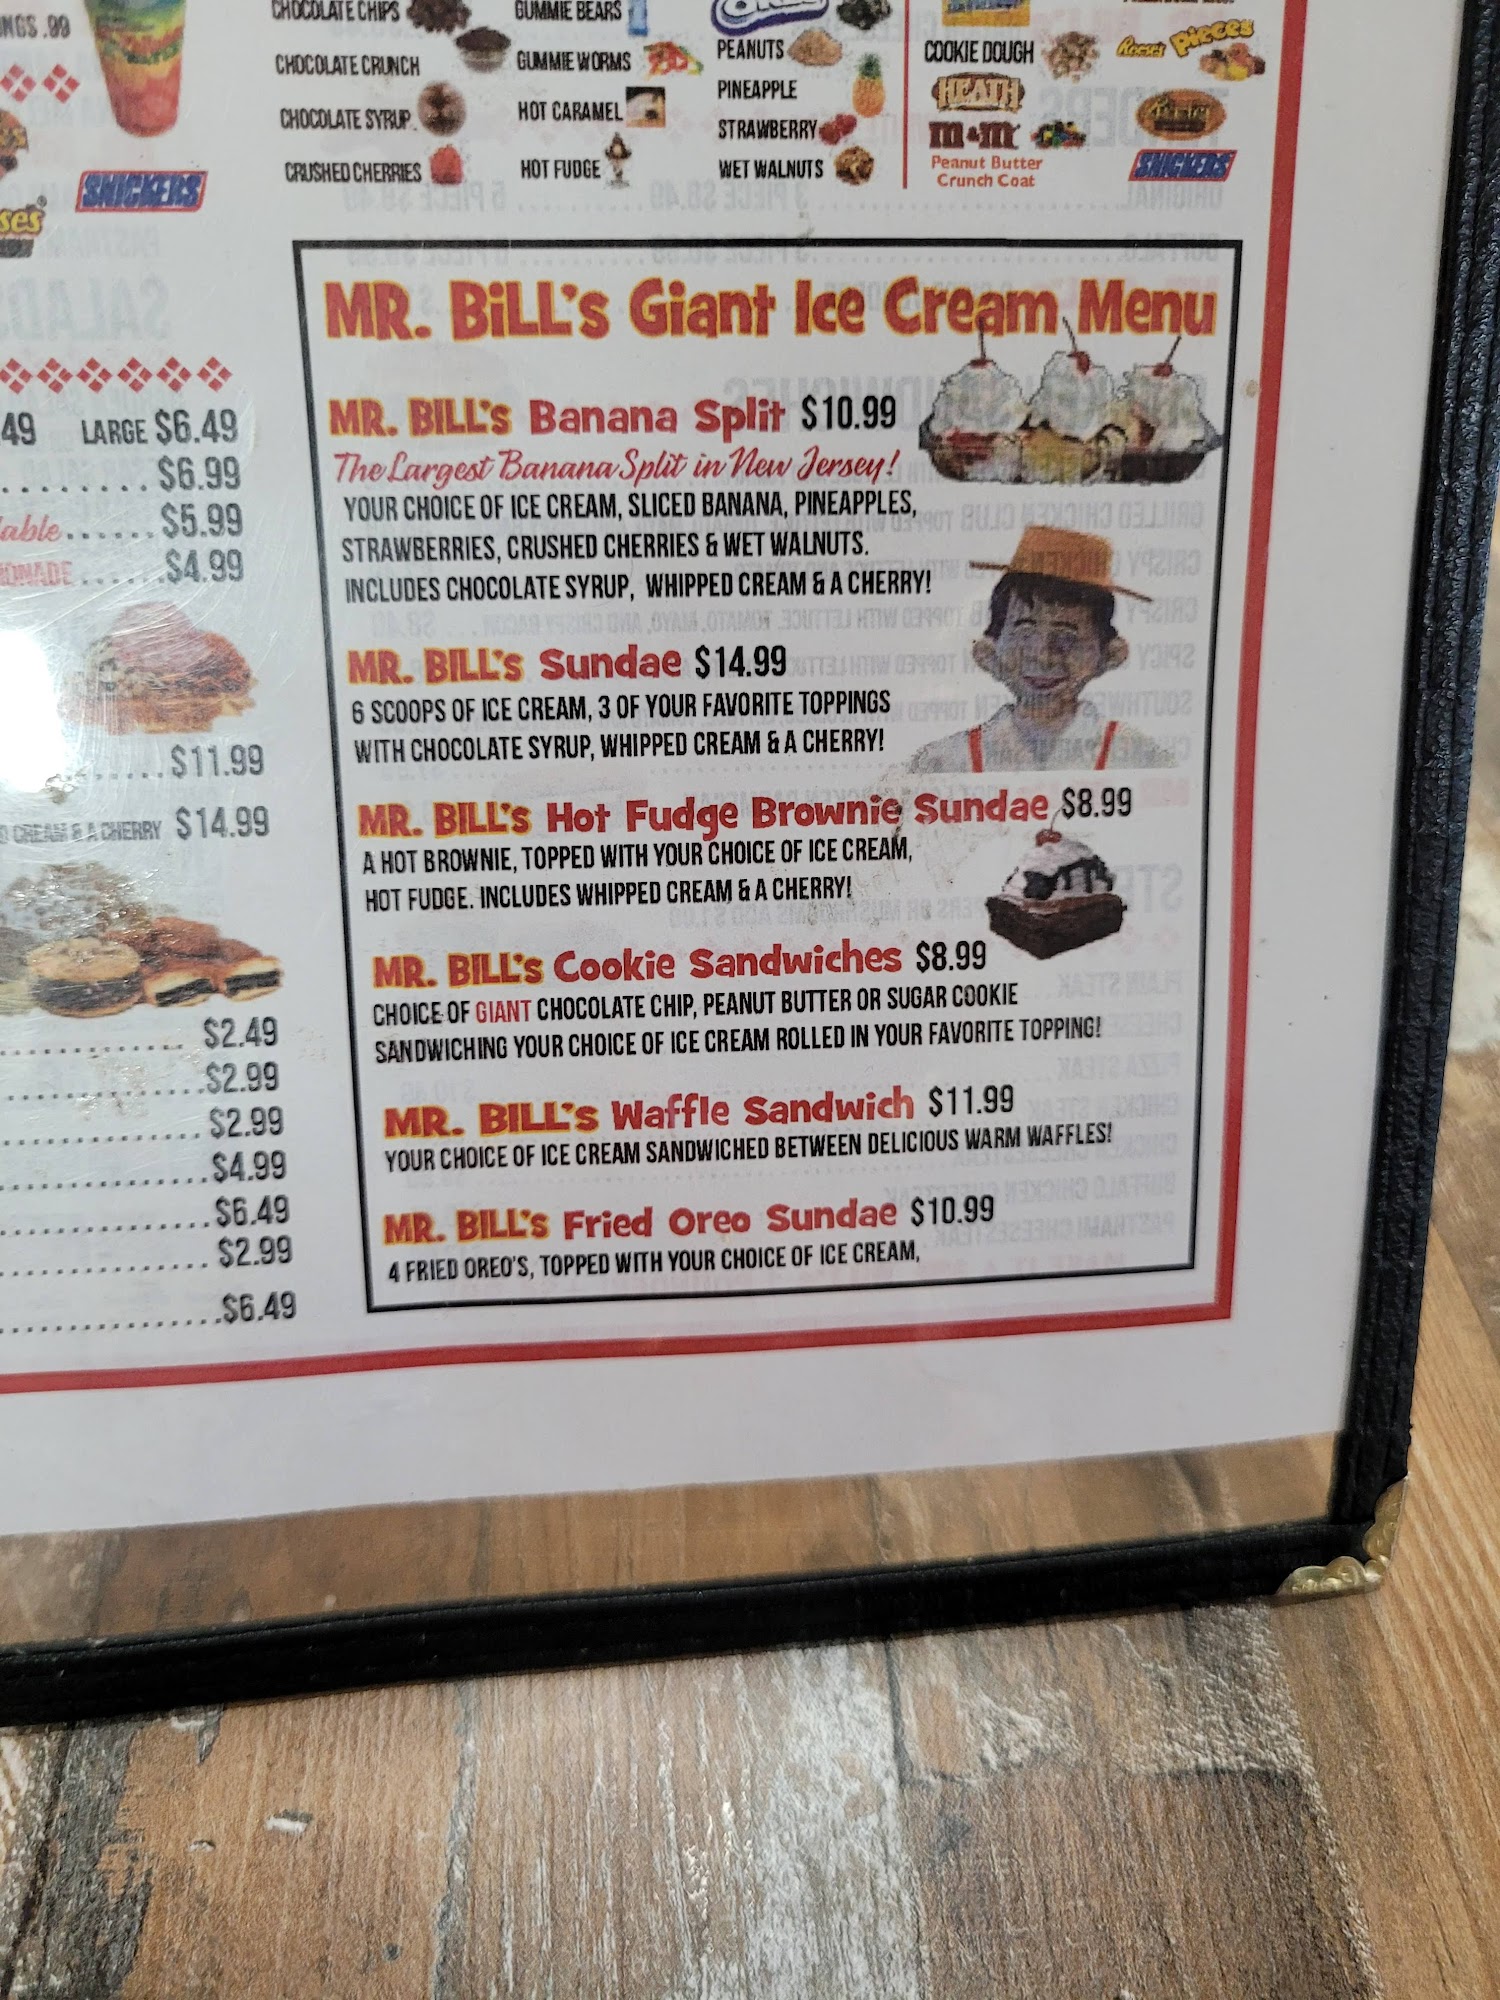 NGS .99
SNICKERS
LARGE $6.49
$6.99
$5.99
$4.99
$11.99
CREAM & A CHERRY $14.99
$2.49
$2.99
$2.99
$4.99
$6.49
$2.99
$6.49
CHOCOLATE CHIPS
CHOCOLATE CRUNCH
CHOCOLATE SYRUP
CRUSHED CHERRIES
GUMMIE BEARS
GUMMIE WORMS
HOT CARAMEL
HOT FUDGE
PEANUTS
PINEAPPLE
STRAWBERRY
WET WALNUTS
COOKIE DOUGH
HEATH
m&m's
Peanut Butter
Crunch Coat
Reese's Pieces
SNICKERS
MR. BiLL's Giant Ice Cream Menu
MR. BILL's Banana Split $10.99
The Largest Banana Split in New Jersey!
YOUR CHOICE OF ICE CREAM, SLICED BANANA, PINEAPPLES,
STRAWBERRIES, CRUSHED CHERRIES & WET WALNUTS.
INCLUDES CHOCOLATE SYRUP, WHIPPED CREAM & A CHERRY!
MR. BILL's Sundae $14.99
6 SCOOPS OF ICE CREAM, 3 OF YOUR FAVORITE TOPPINGS
WITH CHOCOLATE SYRUP, WHIPPED CREAM & A CHERRY!
MR. BILL's Hot Fudge Brownie Sundae $8.99
A HOT BROWNIE, TOPPED WITH YOUR CHOICE OF ICE CREAM,
HOT FUDGE. INCLUDES WHIPPED CREAM & A CHERRY!
MR. BILL's Cookie Sandwiches $8.99
CHOICE OF GIANT CHOCOLATE CHIP, PEANUT BUTTER OR SUGAR COOKIE
SANDWICHING YOUR CHOICE OF ICE CREAM ROLLED IN YOUR FAVORITE TOPPING!
MR. BILL's Waffle Sandwich $11.99
YOUR CHOICE OF ICE CREAM SANDWICHED BETWEEN DELICIOUS WARM WAFFLES!
MR. BILL's Fried Oreo Sundae $10.99
4 FRIED OREO'S, TOPPED WITH YOUR CHOICE OF ICE CREAM,